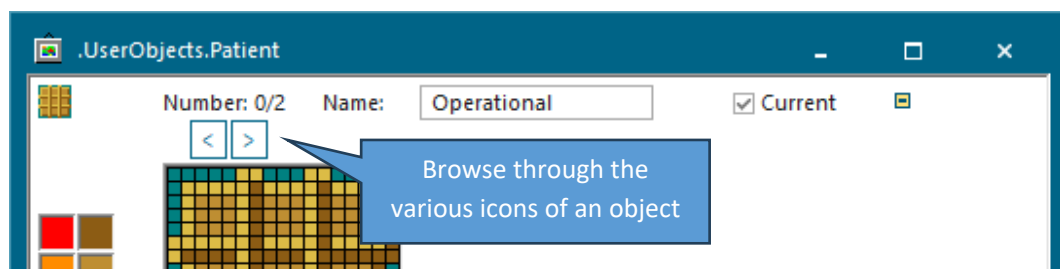 .UserObjects.Patient
Number: 0/2 Name: Operational Current
< >
Browse through the
various icons of an object